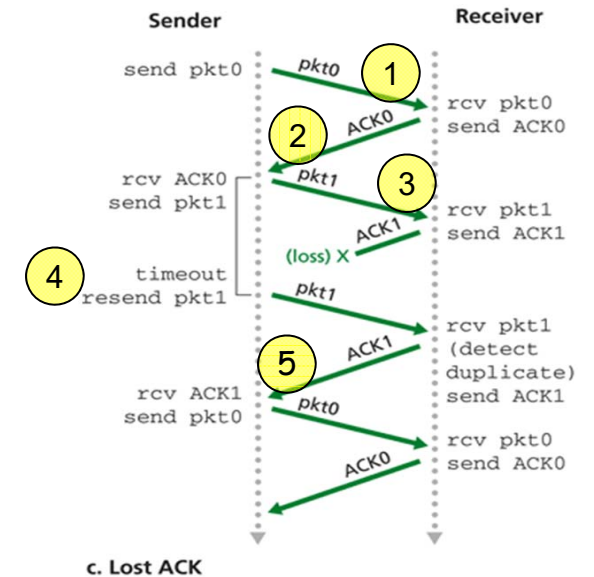 Sender
Receiver
send pkt0
pkt0
1
rcv pkt0
send ACK0
ACK0
2
rcv ACK0
send pkt1
pkt1
3
rcv pkt1
send ACK1
ACK1
(loss) X
4
timeout
resend pkt1
pkt1
rcv pkt1
(detect
duplicate)
send ACK1
ACK1
5
rcv ACK1
send pkt0
pkt0
rcv pkt0
send ACK0
ACK0
c. Lost ACK